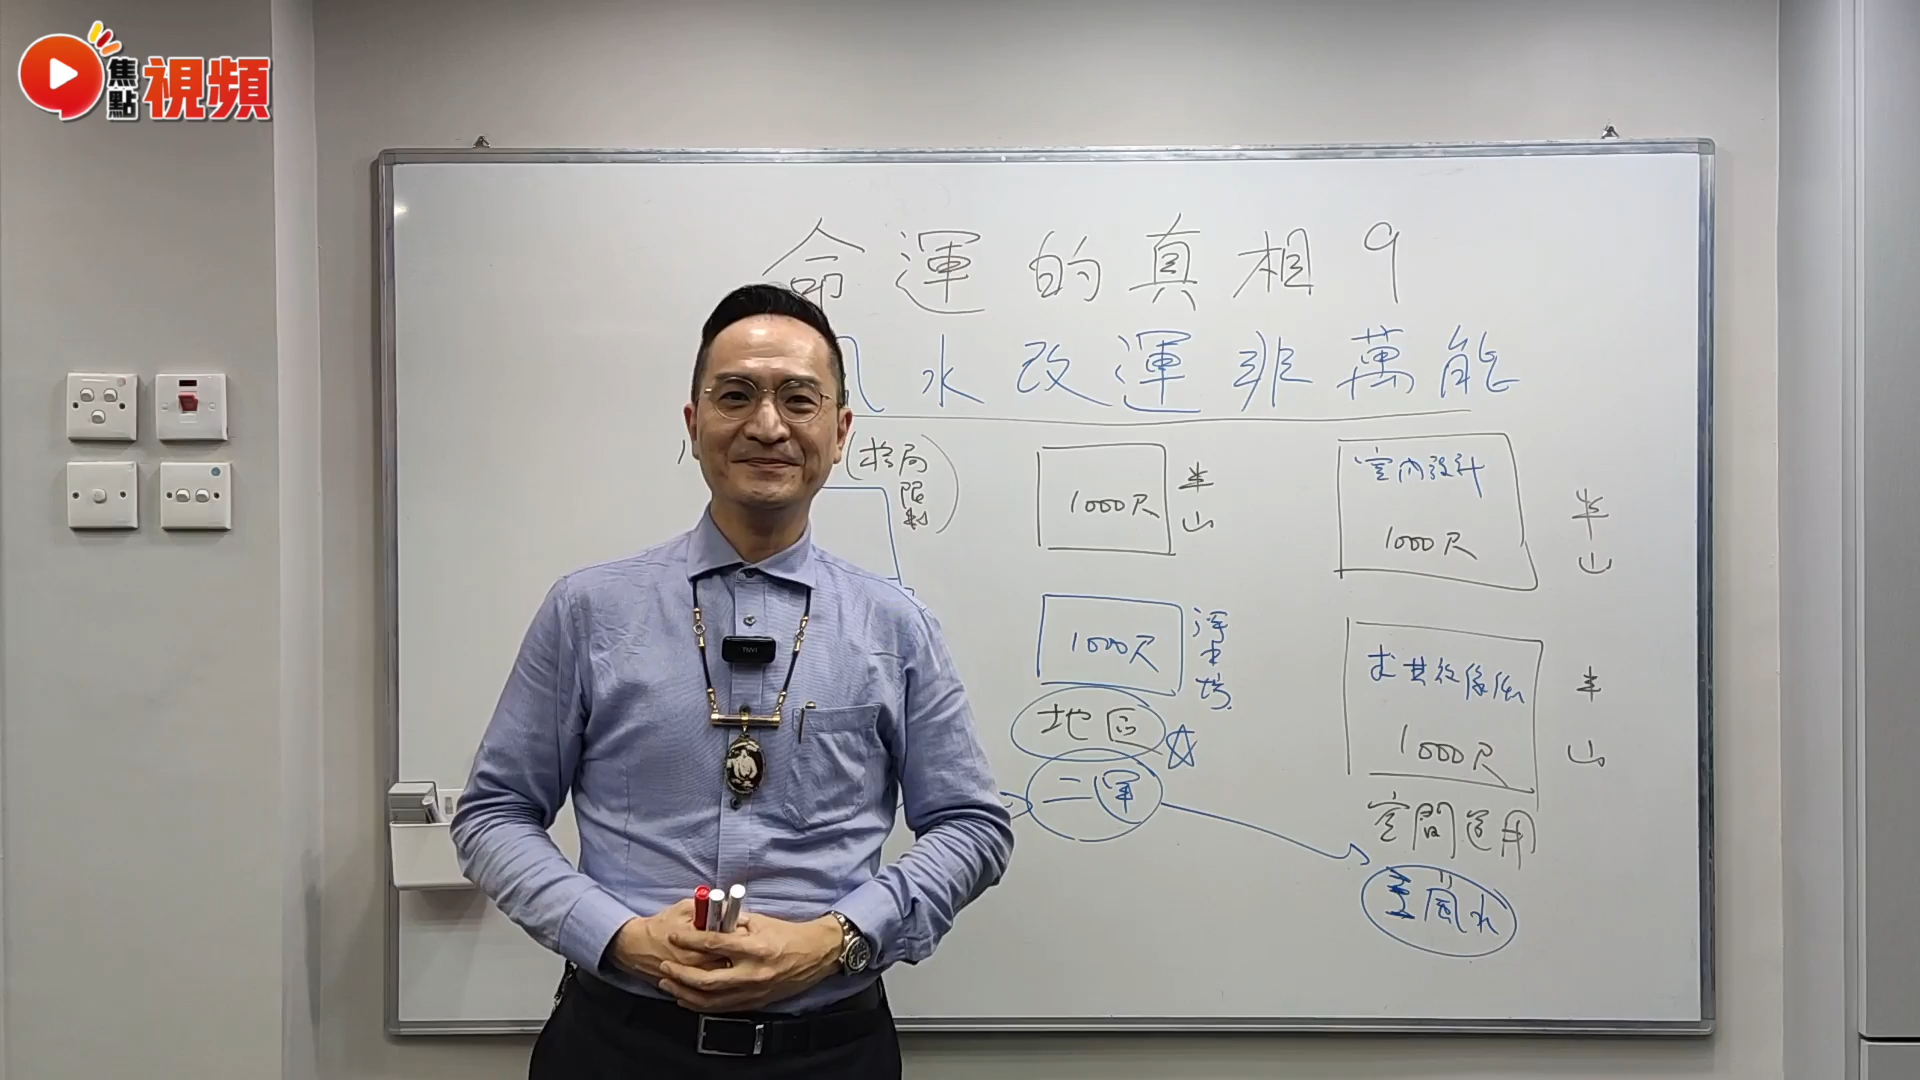 焦點視頻
命運的真相9
水改運非萬能
(格局限制)
1000尺
半山
室內設計
1000尺
半山
1000尺
深水埗
地區
二運
1000尺
半山
空間運用
風水
TNVI